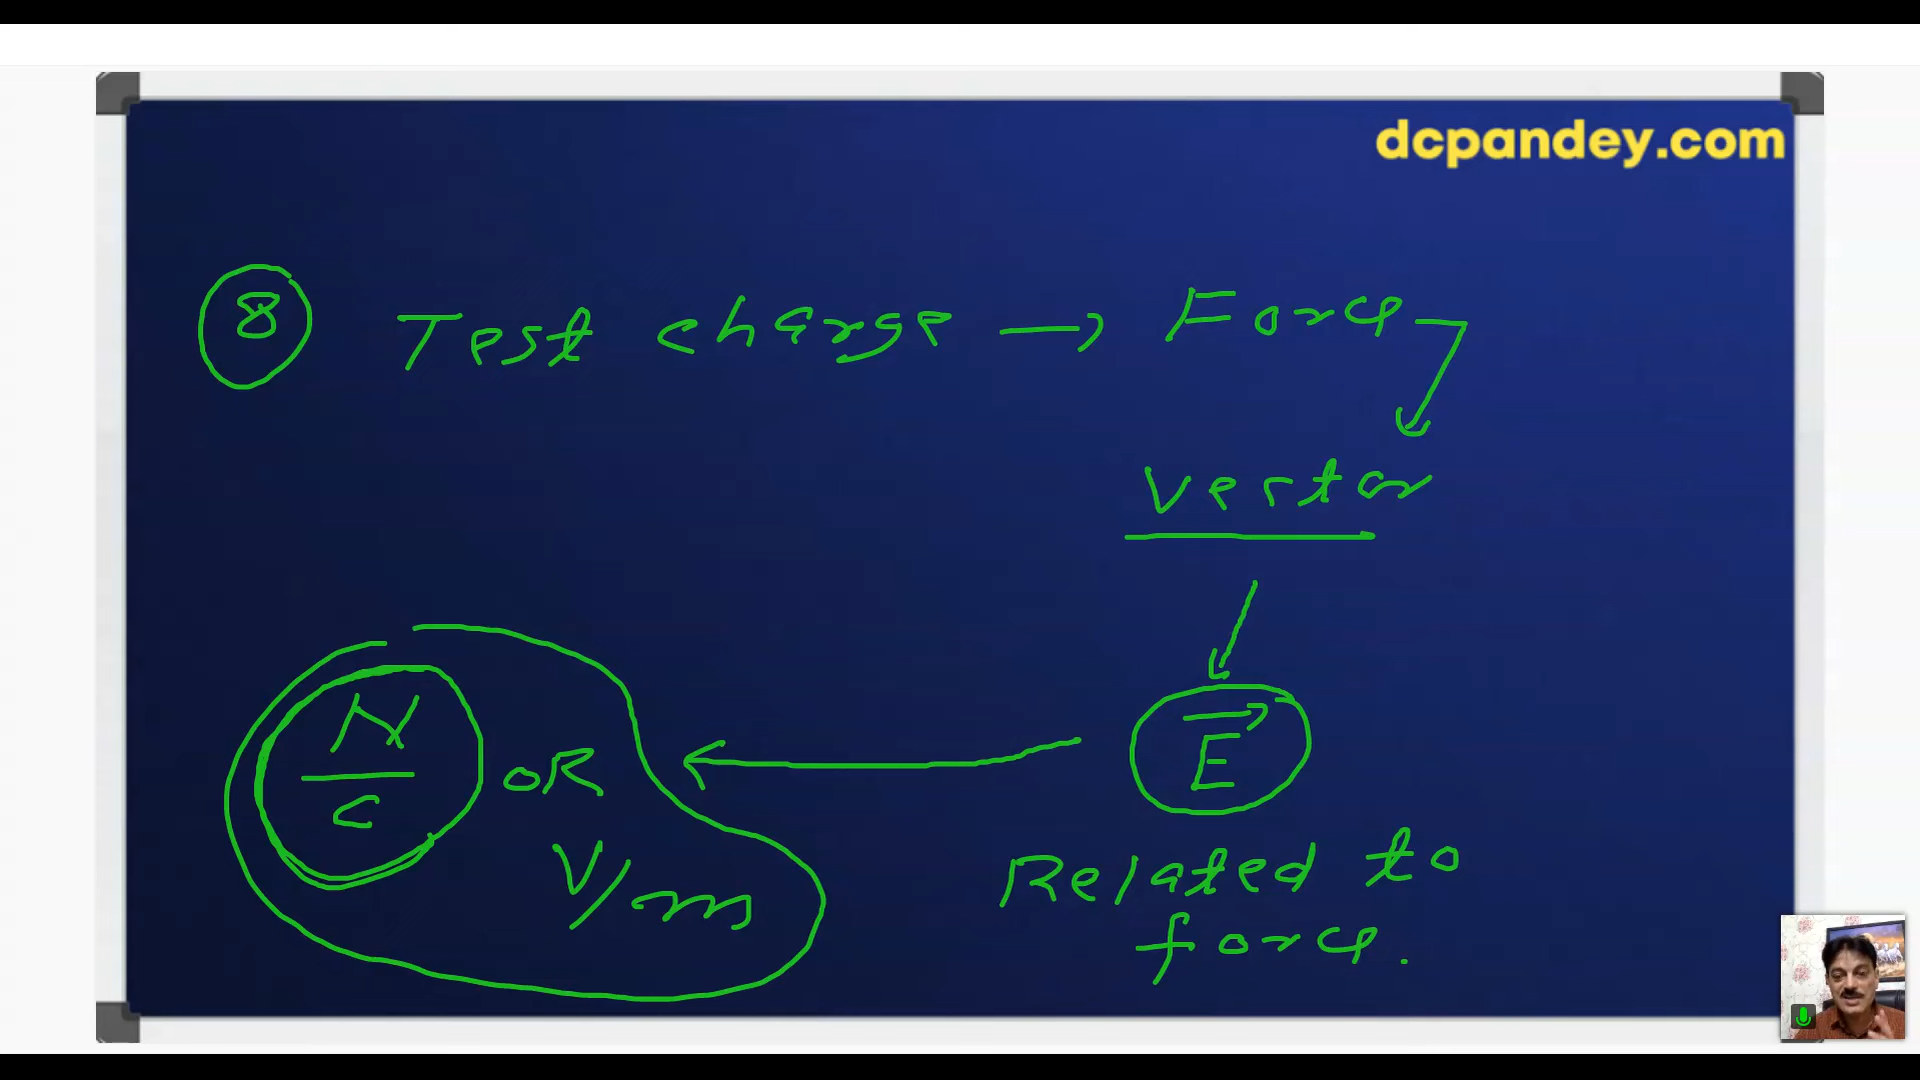 dcpandey.com
8 Test charge → Force
Vector
E⃗
N/C OR
V/m
Related to
force.